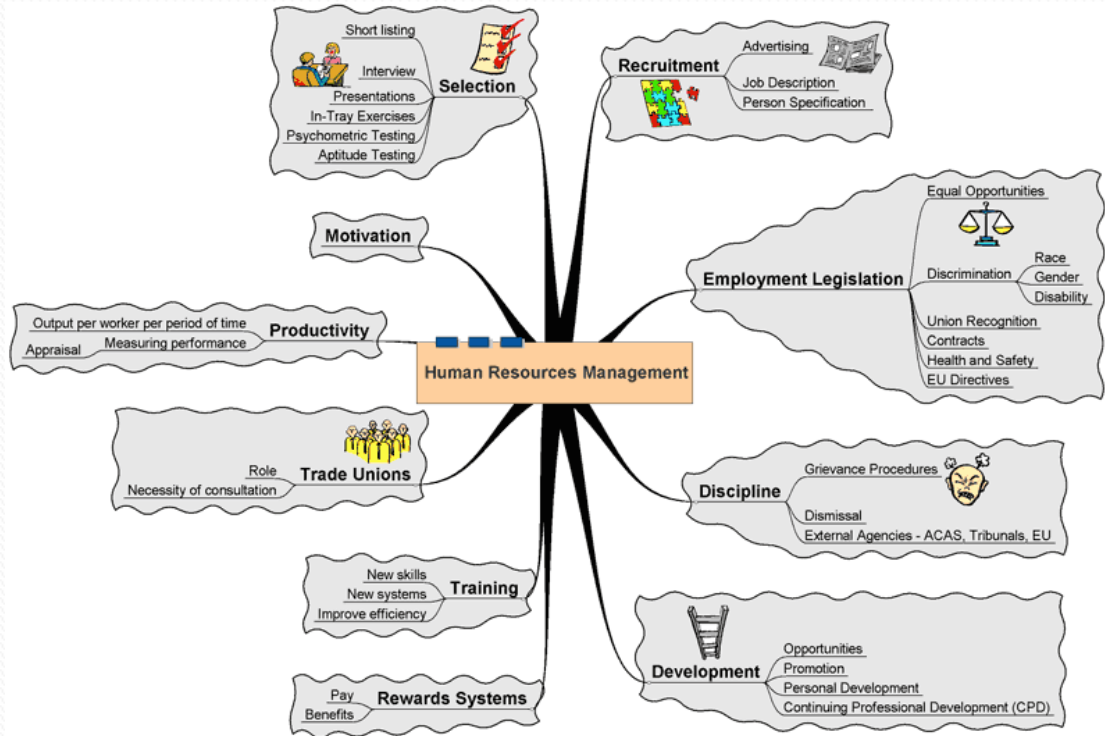 Human Resources Management
Selection
Short listing
Interview
Presentations
In-Tray Exercises
Psychometric Testing
Aptitude Testing
Recruitment
Advertising
Job Description
Person Specification
Motivation
Employment Legislation
Equal Opportunities
Discrimination
Race
Gender
Disability
Union Recognition
Contracts
Health and Safety
EU Directives
Productivity
Output per worker per period of time
Measuring performance
Appraisal
Trade Unions
Role
Necessity of consultation
Discipline
Grievance Procedures
Dismissal
External Agencies - ACAS, Tribunals, EU
Training
New skills
New systems
Improve efficiency
Development
Opportunities
Promotion
Personal Development
Continuing Professional Development (CPD)
Rewards Systems
Pay
Benefits